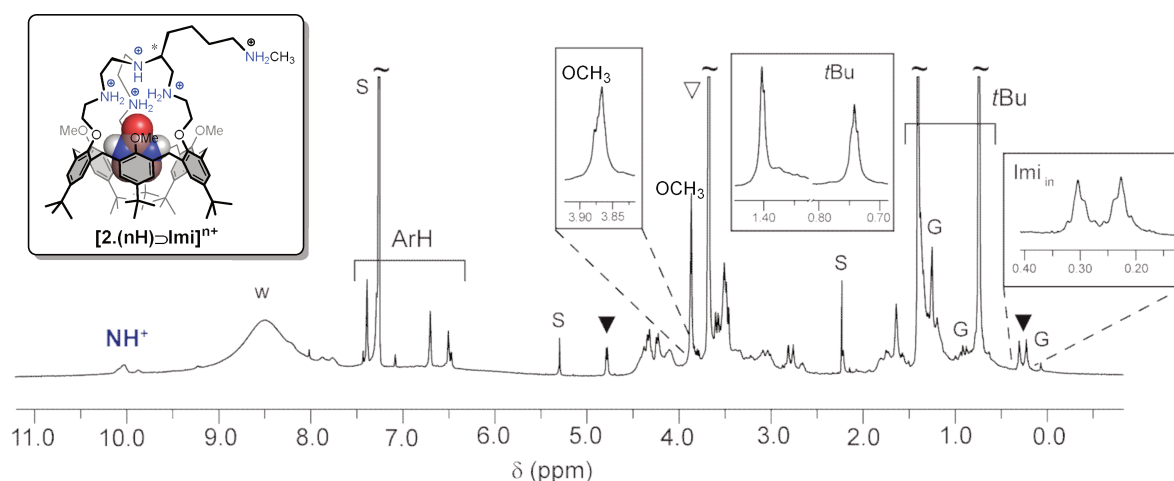 ⊕
NH₂CH₃
*
⊕
N
H
⊕
NH₂
⊕
NH₂
⊕
H₂N
MeO
O
OMe
O
OMe
[2.(nH)⊃Imi]ⁿ⁺
NH⁺
w
ArH
S
~
S
▼
OCH₃
3.90 3.85
OCH₃
▽
~
tBu
1.40 0.80 0.70
S
~
G
G
~
tBu
▼
G
Imi in
0.40 0.30 0.20
11.0 10.0 9.0 8.0 7.0 6.0 5.0 4.0 3.0 2.0 1.0 0.0
δ (ppm)